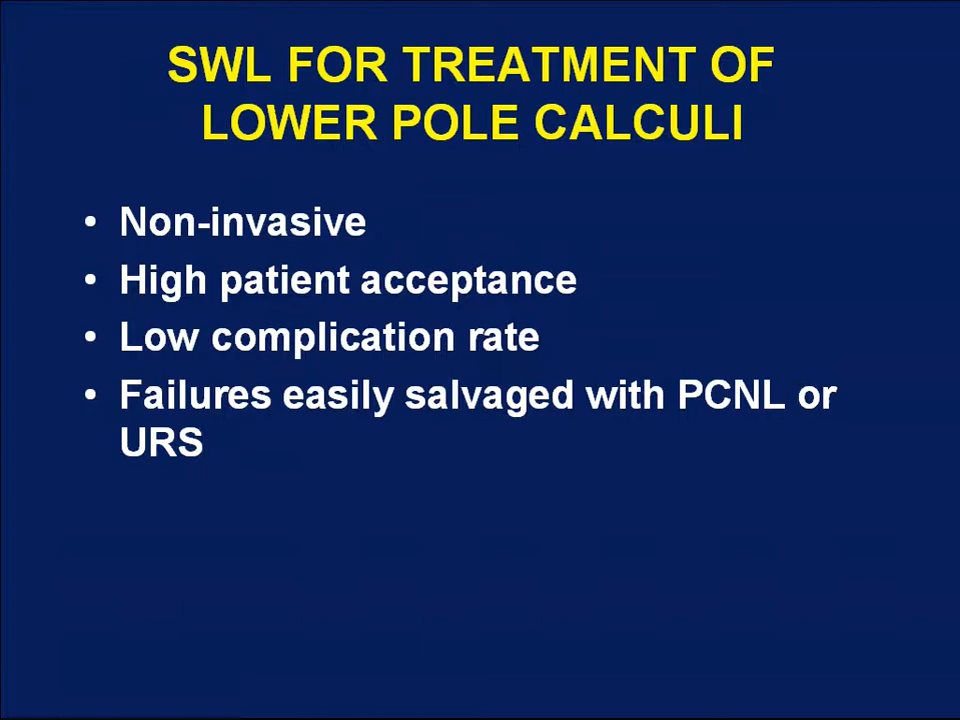 SWL FOR TREATMENT OF
LOWER POLE CALCULI
• Non-invasive
• High patient acceptance
• Low complication rate
• Failures easily salvaged with PCNL or
URS